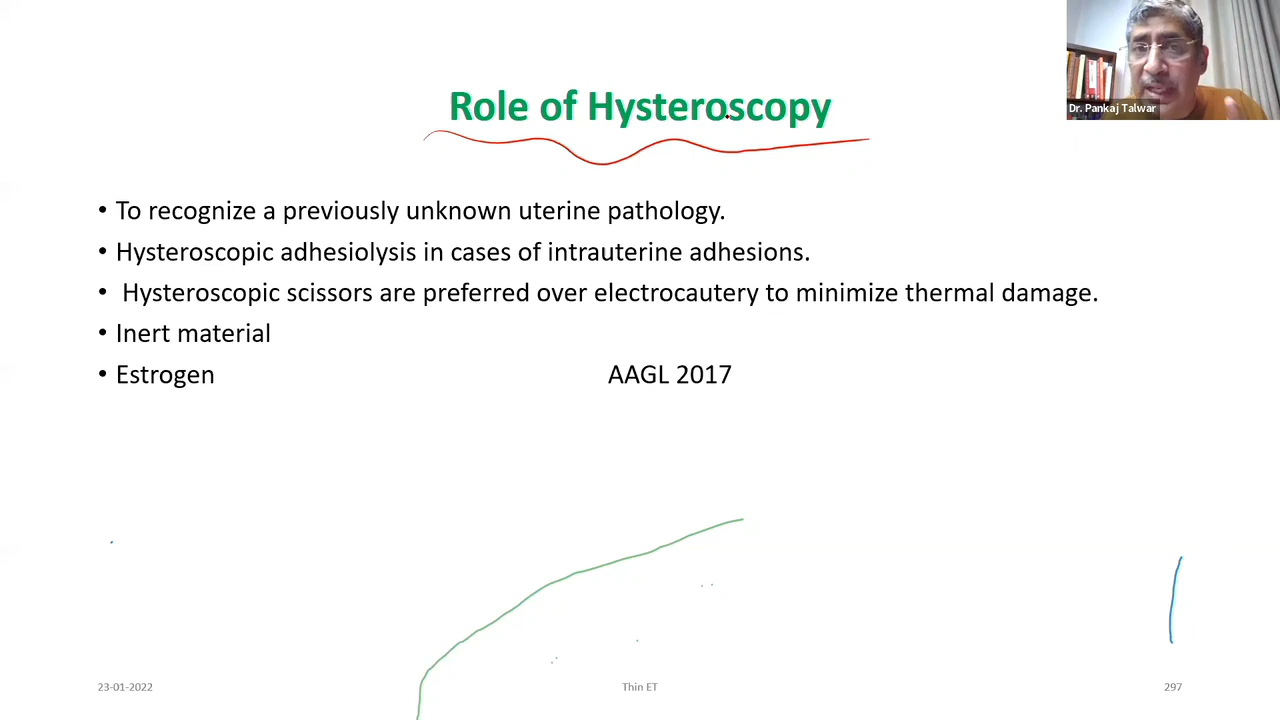 Dr. Pankaj Talwar
Role of Hysteroscopy
• To recognize a previously unknown uterine pathology.
• Hysteroscopic adhesiolysis in cases of intrauterine adhesions.
• Hysteroscopic scissors are preferred over electrocautery to minimize thermal damage.
• Inert material
• Estrogen AAGL 2017
23-01-2022 Thin ET 297